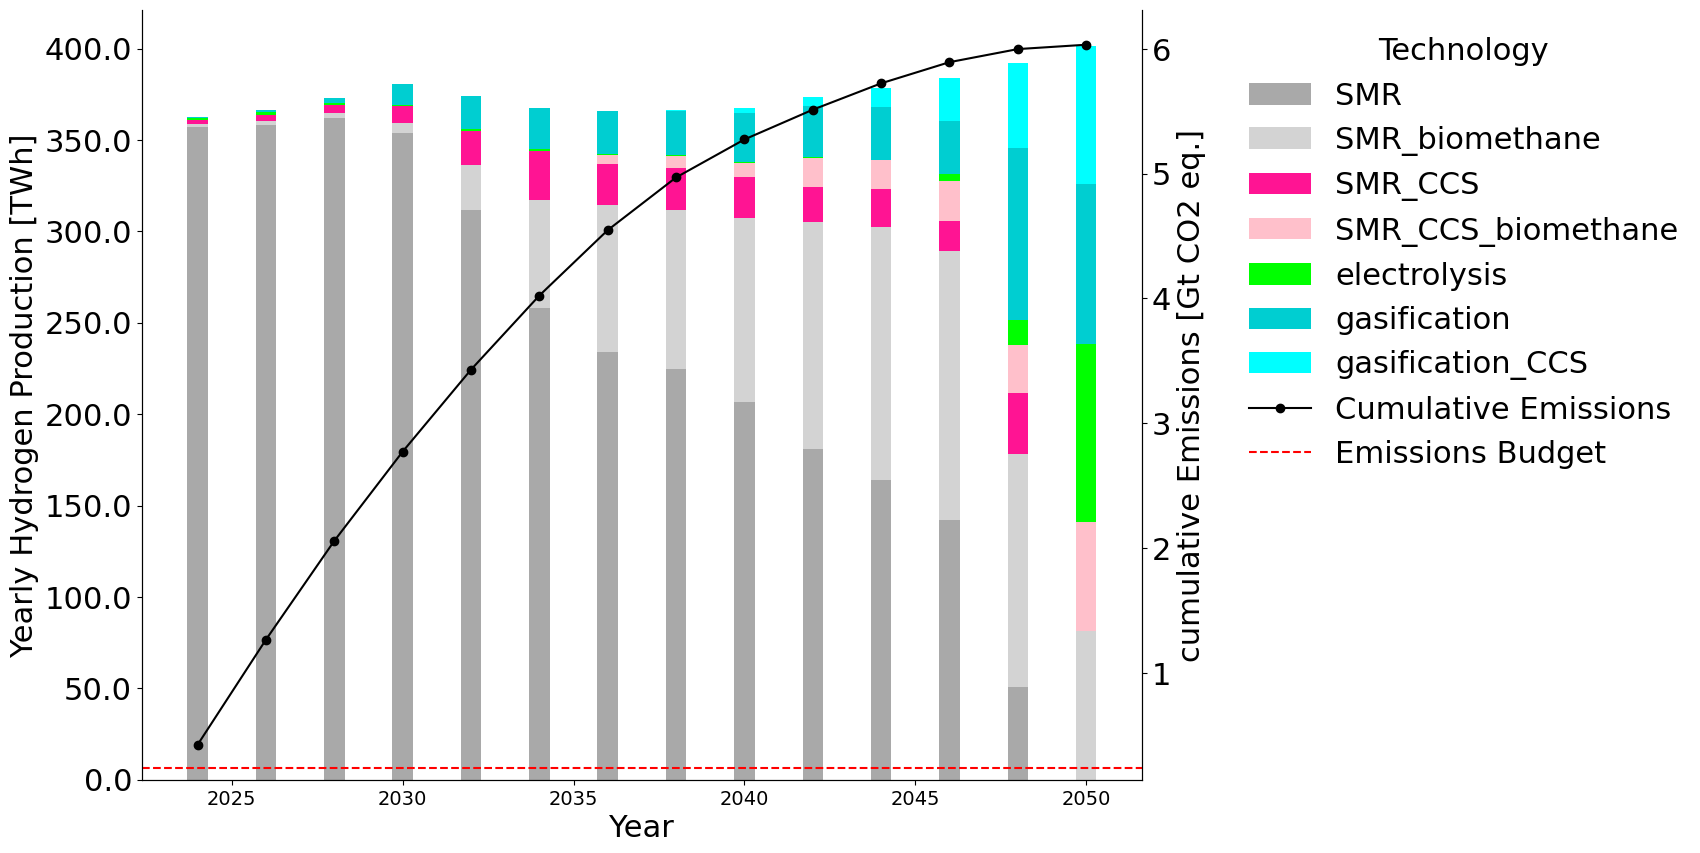 Yearly Hydrogen Production [TWh]
400.0
350.0
300.0
250.0
200.0
150.0
100.0
50.0
0.0
2025
2030
2035
2040
2045
2050
Year
6
5
4
3
2
1
cumulative Emissions [Gt CO2 eq.]
Technology
SMR
SMR_biomethane
SMR_CCS
SMR_CCS_biomethane
electrolysis
gasification
gasification_CCS
Cumulative Emissions
Emissions Budget